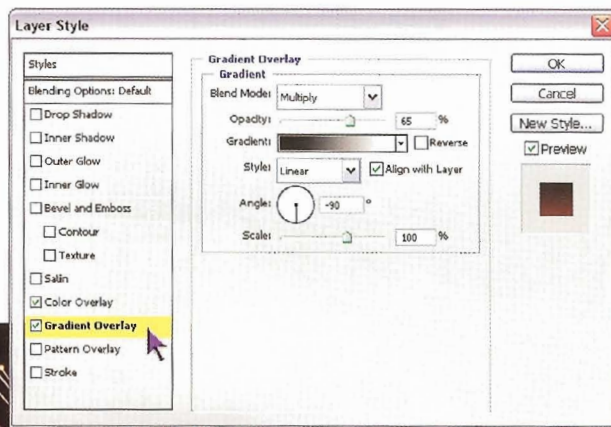 Layer Style
Styles
Blending Options: Default
Drop Shadow
Inner Shadow
Outer Glow
Inner Glow
Bevel and Emboss
Contour
Texture
Satin
Color Overlay
Gradient Overlay
Pattern Overlay
Stroke
Gradient Overlay
Gradient
Blend Mode: Multiply
Opacity: 65 %
Gradient: Reverse
Style: Linear Align with Layer
Angle: -90 °
Scale: 100 %
OK
Cancel
New Style...
Preview